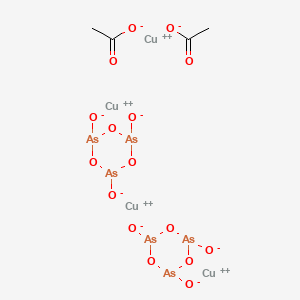 O - O -
Cu ++
O O
Cu ++
O - O -
O
As As
O O
As
O -
Cu ++
O - O
As As O -
O O
As Cu ++
O -